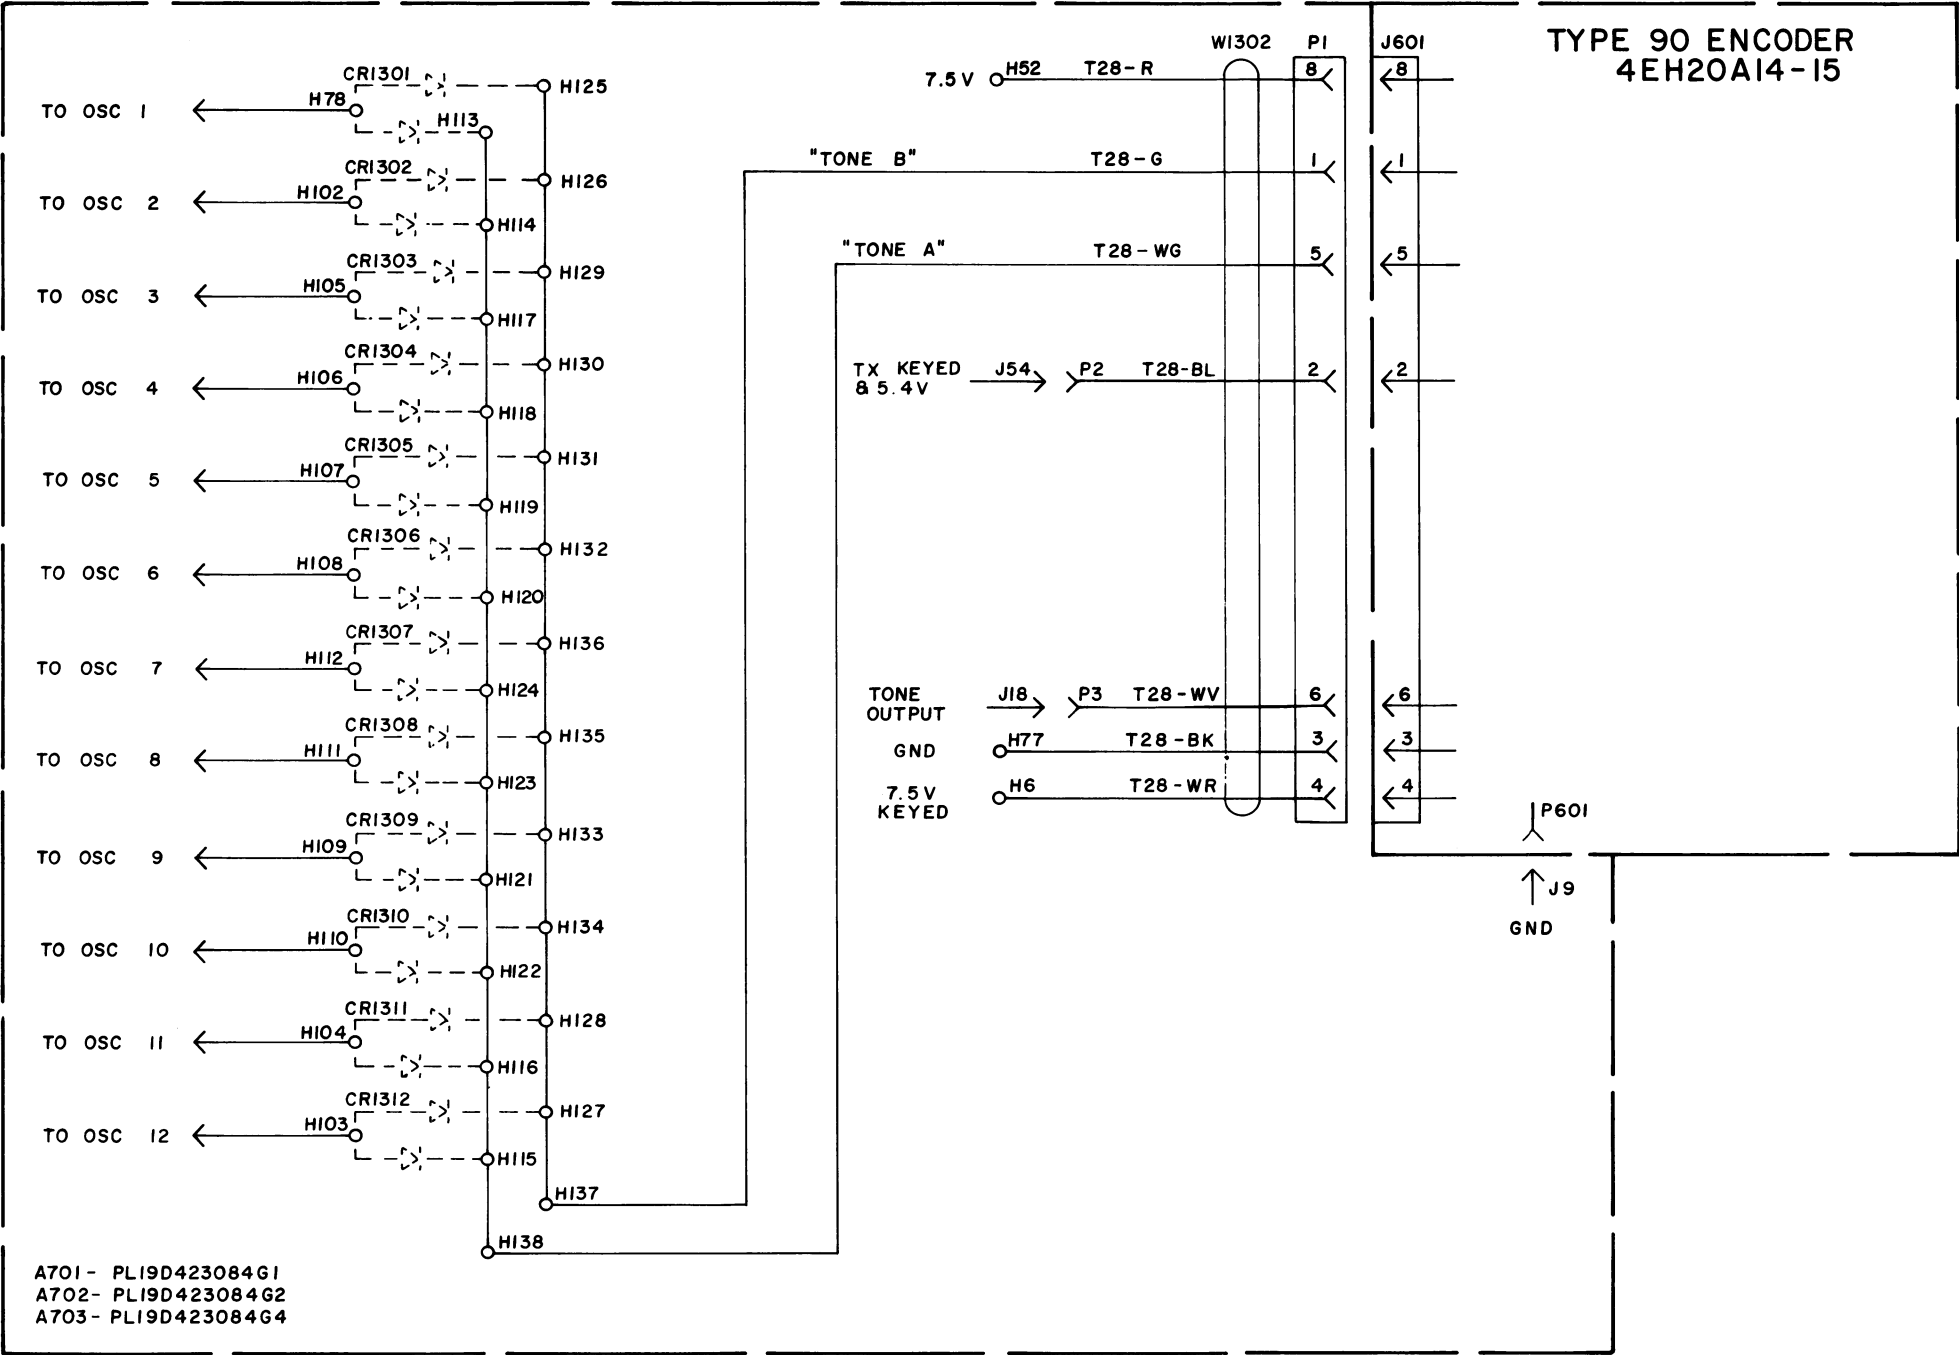 TYPE 90 ENCODER
4EH20A14-15
W1302 P1 J601
7.5V H52 T28-R 8 8
"TONE B" T28-G 1 1
"TONE A" T28-WG 5 5
TX KEYED J54 P2 T28-BL 2 2
& 5.4V
TONE J18 P3 T28-WV 6 6
OUTPUT
GND H77 T28-BK 3 3
7.5V H6 T28-WR 4 4
KEYED
P601
J9
GND
CR1301 H125
TO OSC 1 H78 H113
CR1302 H126
TO OSC 2 H102 H114
CR1303 H129
TO OSC 3 H105 H117
CR1304 H130
TO OSC 4 H106 H118
CR1305 H131
TO OSC 5 H107 H119
CR1306 H132
TO OSC 6 H108 H120
CR1307 H136
TO OSC 7 H112 H124
CR1308 H135
TO OSC 8 H111 H123
CR1309 H133
TO OSC 9 H109 H121
CR1310 H134
TO OSC 10 H110 H122
CR1311 H128
TO OSC 11 H104 H116
CR1312 H127
TO OSC 12 H103 H115
H137
H138
A701- PL19D423084G1
A702- PL19D423084G2
A703- PL19D423084G4